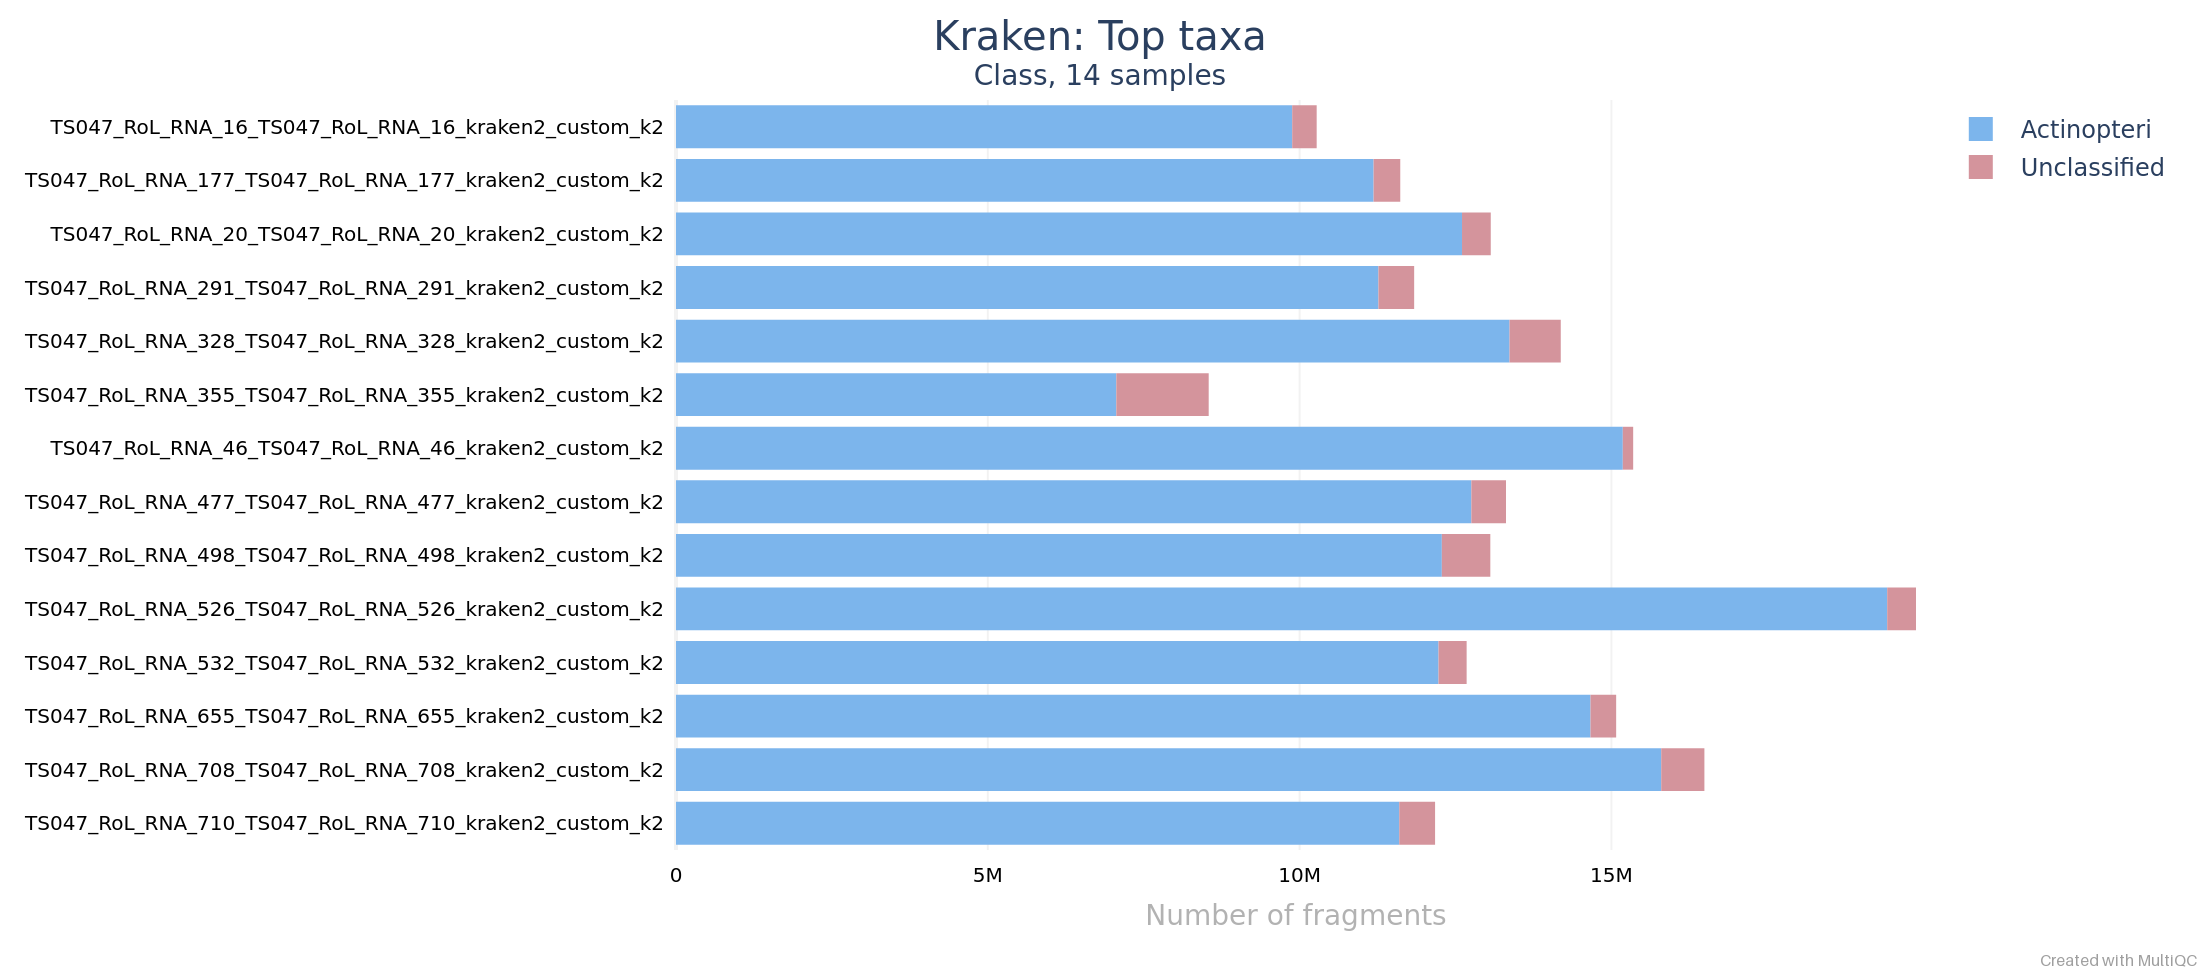 Kraken: Top taxa
Class, 14 samples
TS047_RoL_RNA_16_TS047_RoL_RNA_16_kraken2_custom_k2
TS047_RoL_RNA_177_TS047_RoL_RNA_177_kraken2_custom_k2
TS047_RoL_RNA_20_TS047_RoL_RNA_20_kraken2_custom_k2
TS047_RoL_RNA_291_TS047_RoL_RNA_291_kraken2_custom_k2
TS047_RoL_RNA_328_TS047_RoL_RNA_328_kraken2_custom_k2
TS047_RoL_RNA_355_TS047_RoL_RNA_355_kraken2_custom_k2
TS047_RoL_RNA_46_TS047_RoL_RNA_46_kraken2_custom_k2
TS047_RoL_RNA_477_TS047_RoL_RNA_477_kraken2_custom_k2
TS047_RoL_RNA_498_TS047_RoL_RNA_498_kraken2_custom_k2
TS047_RoL_RNA_526_TS047_RoL_RNA_526_kraken2_custom_k2
TS047_RoL_RNA_532_TS047_RoL_RNA_532_kraken2_custom_k2
TS047_RoL_RNA_655_TS047_RoL_RNA_655_kraken2_custom_k2
TS047_RoL_RNA_708_TS047_RoL_RNA_708_kraken2_custom_k2
TS047_RoL_RNA_710_TS047_RoL_RNA_710_kraken2_custom_k2
Actinopteri
Unclassified
0 5M 10M 15M
Number of fragments
Created with MultiQC